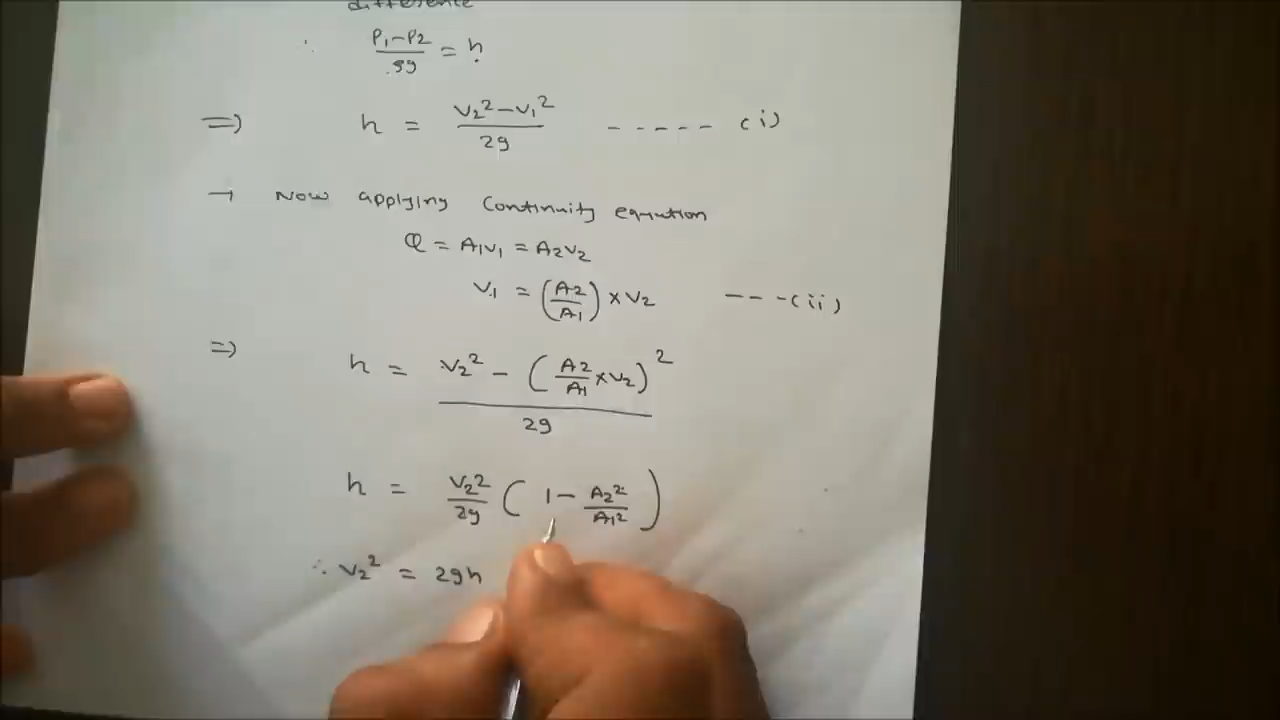 difference
∴ P₁-P₂/ρg = h
=) h = V₂²-V₁²/2g ----- (i)
→ Now applying Continuity equation
Q = A₁V₁ = A₂V₂
V₁ = (A₂/A₁) × V₂ ---(ii)
=) h = V₂² - (A₂/A₁ × V₂)²/2g
h = V₂²/2g (1 - A₂²/A₁²)
∴ V₂² = 2gh